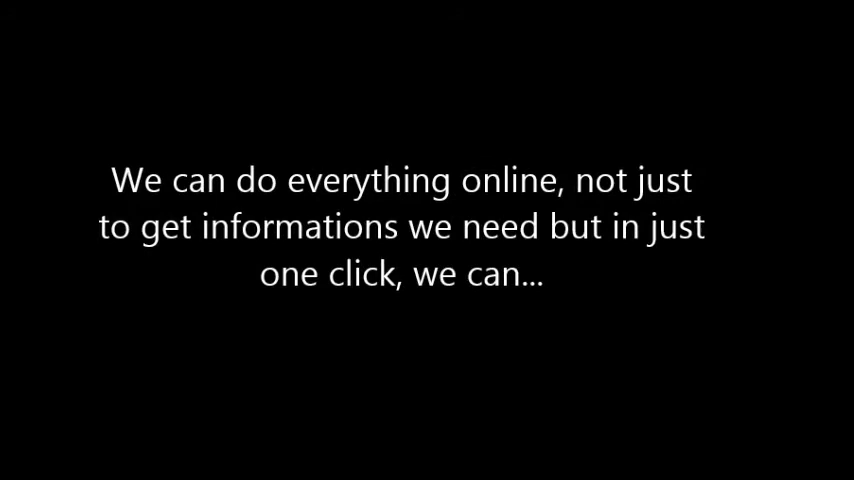 We can do everything online, not just
to get informations we need but in just
one click, we can...